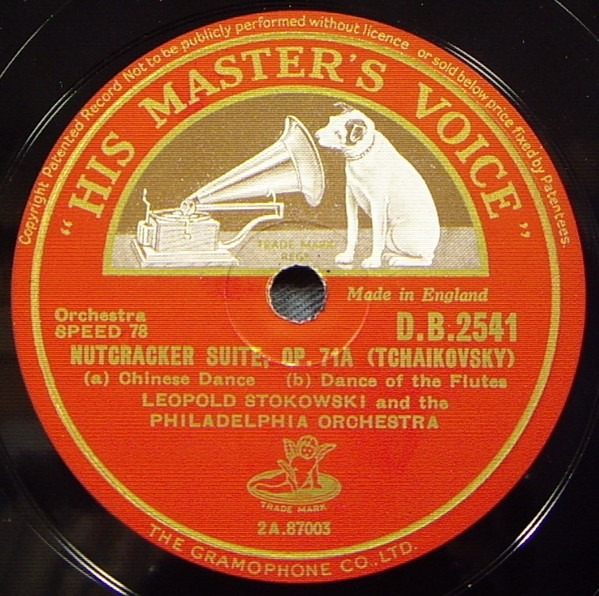 Copyright Patented Record Not to be publicly performed without licence or sold below price fixed by Patentees.
"HIS MASTER'S VOICE"
TRADE MARK
REGD.
Made in England
Orchestra
SPEED 78
D.B.2541
NUTCRACKER SUITE, OP. 71A (TCHAIKOVSKY)
(a) Chinese Dance (b) Dance of the Flutes
LEOPOLD STOKOWSKI and the
PHILADELPHIA ORCHESTRA
TRADE MARK
2A.87003
THE GRAMOPHONE CO., LTD.